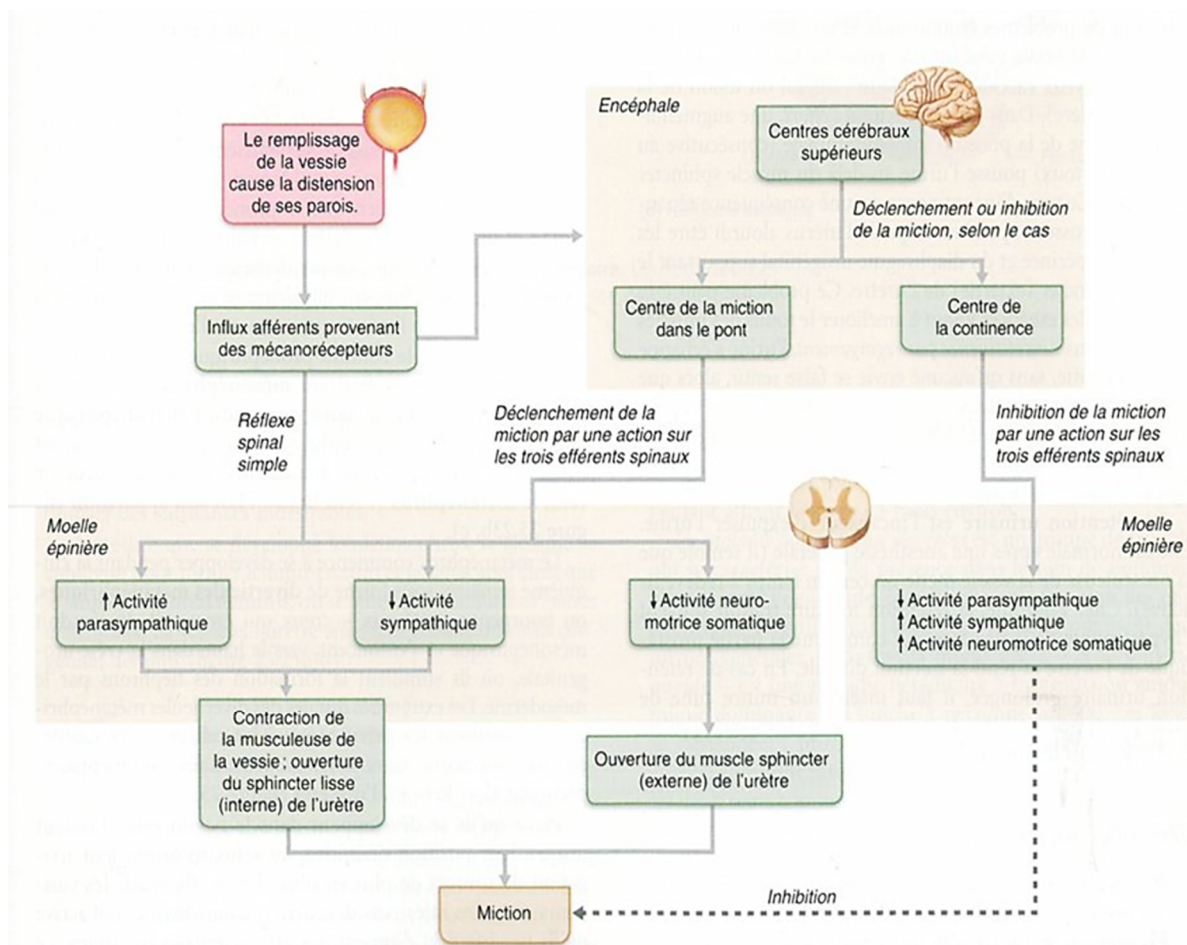 Le remplissage
de la vessie
cause la distension
de ses parois.
Encéphale
Centres cérébraux
supérieurs
Déclenchement ou inhibition
de la miction, selon le cas
Influx afférents provenant
des mécanorécepteurs
Centre de la miction
dans le pont
Centre de
la continence
Réflexe
spinal
simple
Déclenchement de la
miction par une action sur
les trois efférents spinaux
Inhibition de la miction
par une action sur les
trois efférents spinaux
Moelle
épinière
Moelle
épinière
↑ Activité
parasympathique
↓ Activité
sympathique
↓ Activité neuro-
motrice somatique
↓ Activité parasympathique
↑ Activité sympathique
↑ Activité neuromotrice somatique
Contraction de
la musculeuse de
la vessie; ouverture
du sphincter lisse
(interne) de l'urètre
Ouverture du muscle sphincter
(externe) de l'urètre
Miction
Inhibition